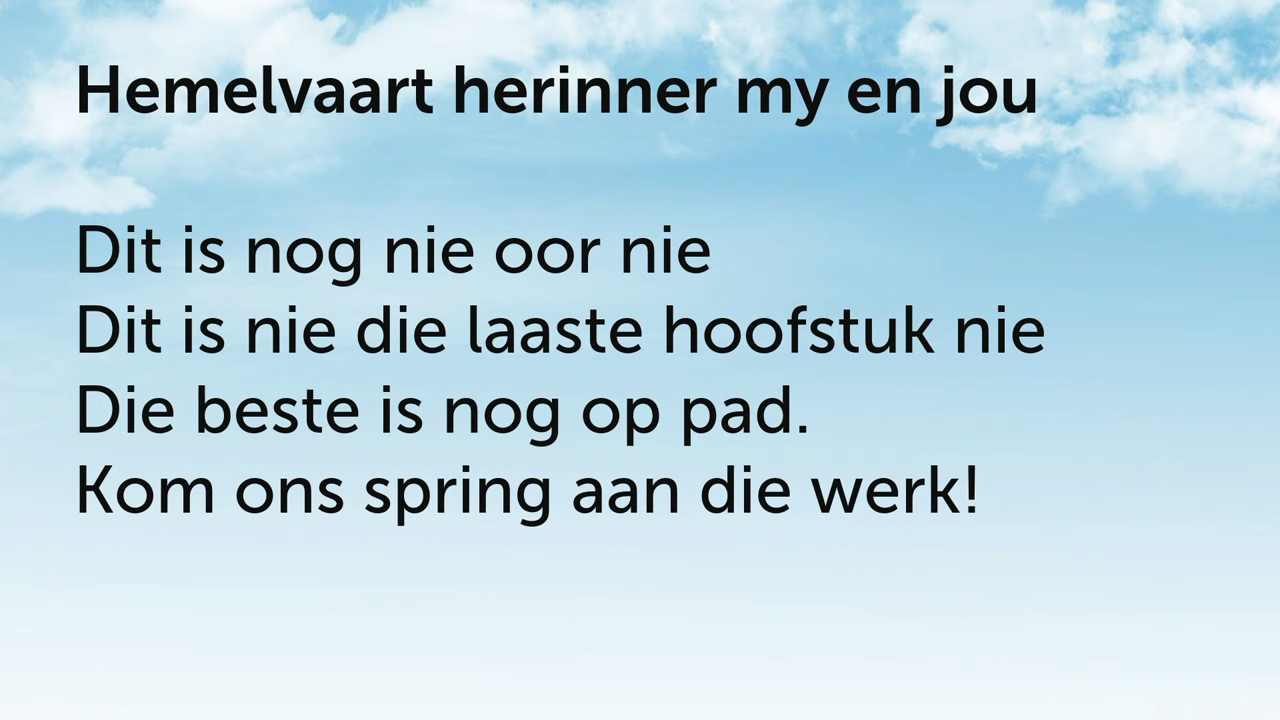 Hemelvaart herinner my en jou
Dit is nog nie oor nie
Dit is nie die laaste hoofstuk nie
Die beste is nog op pad.
Kom ons spring aan die werk!